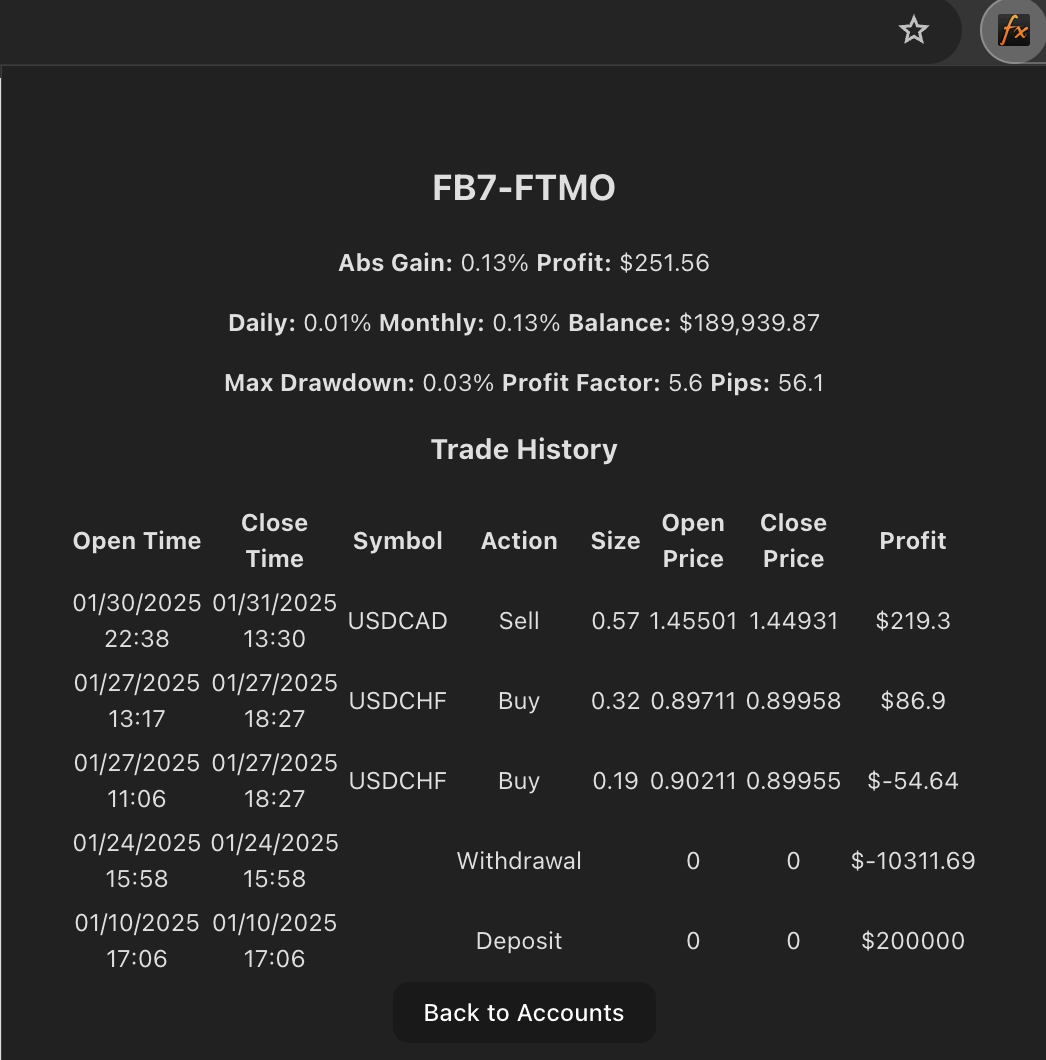 fx
FB7-FTMO
Abs Gain: 0.13% Profit: $251.56
Daily: 0.01% Monthly: 0.13% Balance: $189,939.87
Max Drawdown: 0.03% Profit Factor: 5.6 Pips: 56.1
Trade History
Open Time Close Time Symbol Action Size Open Price Close Price Profit
01/30/2025 22:38 01/31/2025 13:30 USDCAD Sell 0.57 1.45501 1.44931 $219.3
01/27/2025 13:17 01/27/2025 18:27 USDCHF Buy 0.32 0.89711 0.89958 $86.9
01/27/2025 11:06 01/27/2025 18:27 USDCHF Buy 0.19 0.90211 0.89955 $-54.64
01/24/2025 15:58 01/24/2025 15:58 Withdrawal 0 0 $-10311.69
01/10/2025 17:06 01/10/2025 17:06 Deposit 0 0 $200000
Back to Accounts